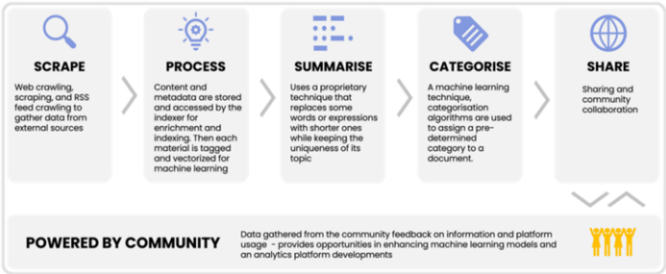 SCRAPE
Web crawling,
scraping, and RSS
feed crawling to
gather data from
external sources
PROCESS
Content and
metadata are stored
and accessed by the
indexer for
enrichment and
indexing. Then each
material is tagged
and vectorized for
machine learning
SUMMARISE
Uses a proprietary
technique that
replaces some
words or expressions
with shorter ones
while keeping the
uniqueness of its
topic
CATEGORISE
A machine learning
technique,
categorisation
algorithms are used
to assign a pre-
determined
category to a
document.
SHARE
Sharing and
community
collaboration
POWERED BY COMMUNITY
Data gathered from the community feedback on information and platform
usage - provides opportunities in enhancing machine learning models and
an analytics platform developments